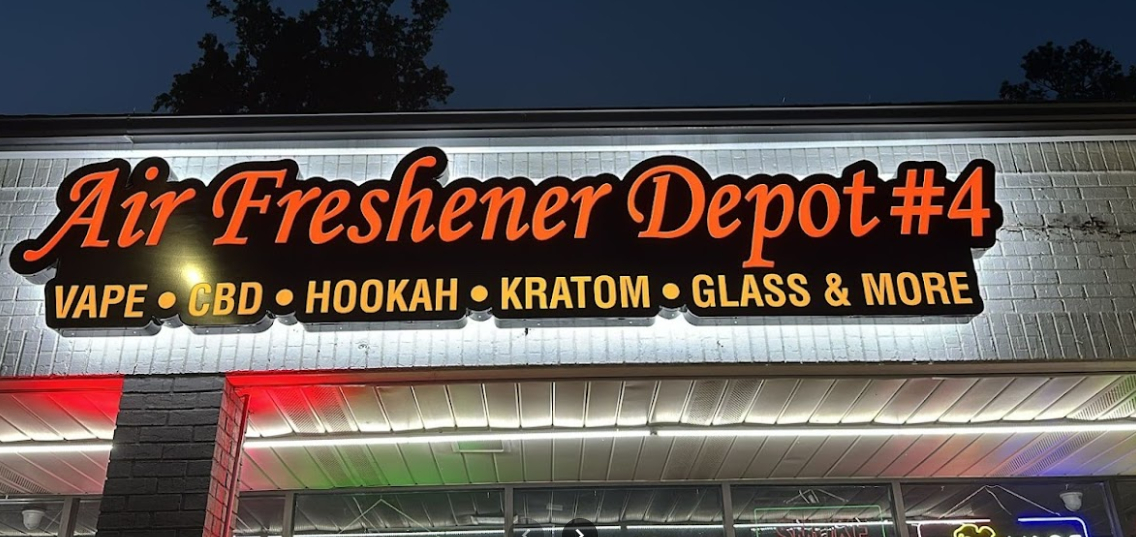 Air Freshener Depot #4
VAPE • CBD • HOOKAH • KRATOM • GLASS & MORE